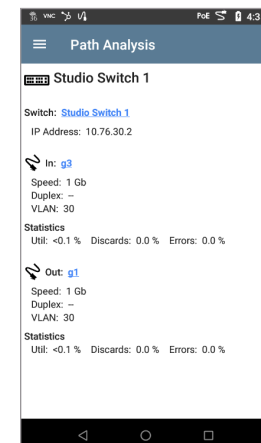 VNC PoE 4:3
Path Analysis
Studio Switch 1
Switch: Studio Switch 1
IP Address: 10.76.30.2
In: g3
Speed: 1 Gb
Duplex: --
VLAN: 30
Statistics
Util: <0.1 % Discards: 0.0 % Errors: 0.0 %
Out: g1
Speed: 1 Gb
Duplex: --
VLAN: 30
Statistics
Util: <0.1 % Discards: 0.0 % Errors: 0.0 %